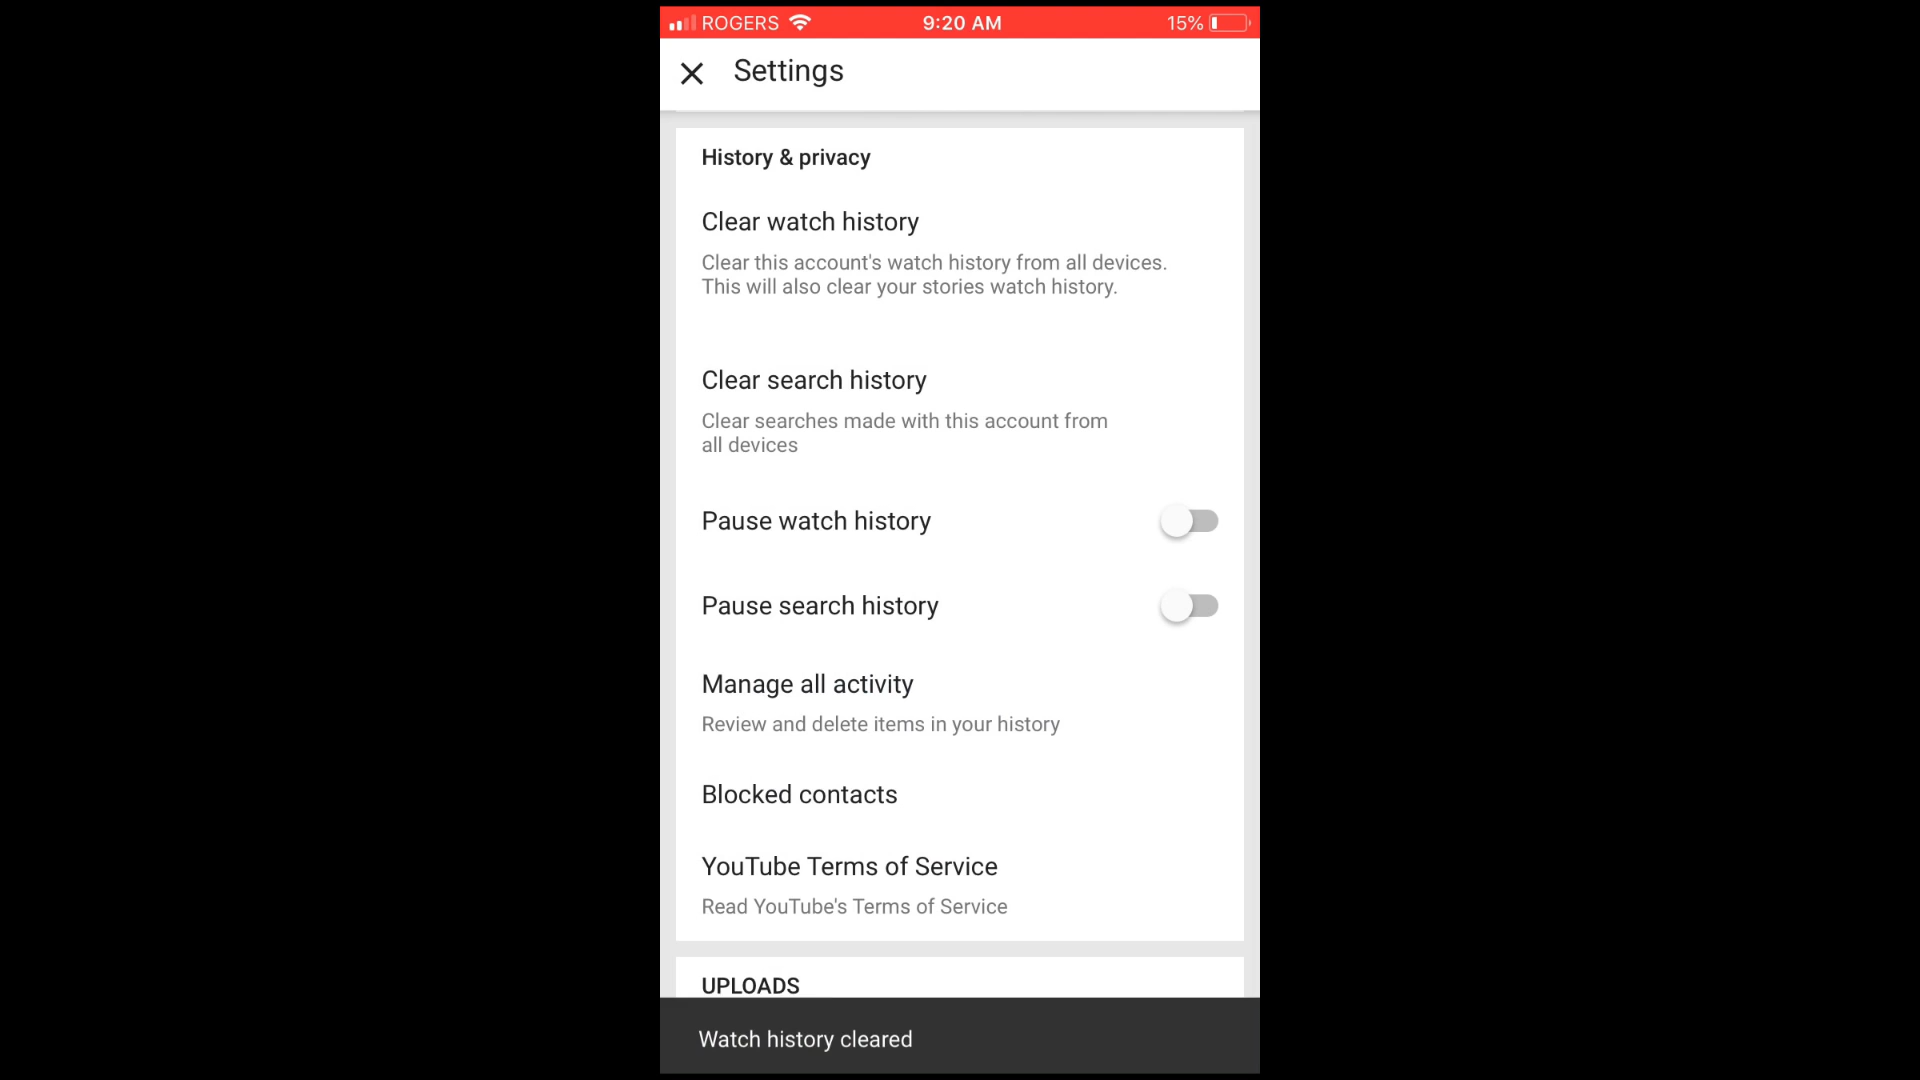 ROGERS 9:20 AM 15%
Settings
History & privacy
Clear watch history
Clear this account's watch history from all devices.
This will also clear your stories watch history.
Clear search history
Clear searches made with this account from
all devices
Pause watch history
Pause search history
Manage all activity
Review and delete items in your history
Blocked contacts
YouTube Terms of Service
Read YouTube's Terms of Service
UPLOADS
Watch history cleared